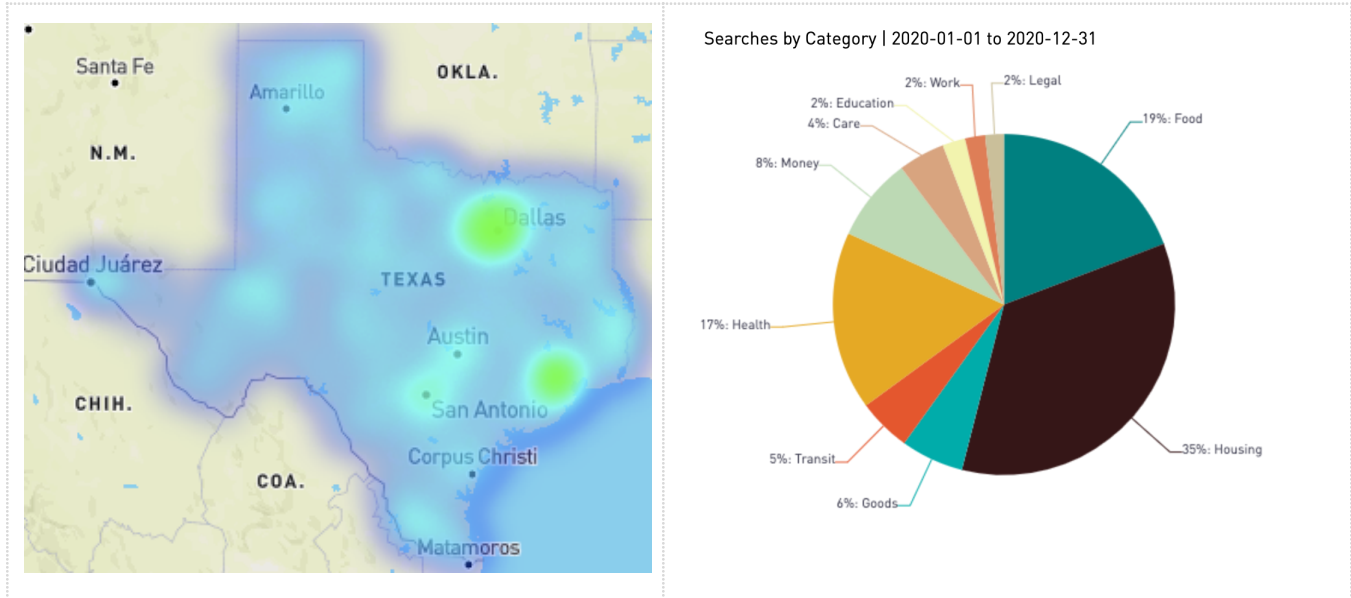 Santa Fe
OKLA.
Amarillo
N.M.
Dallas
Ciudad Juárez
TEXAS
Austin
CHIH.
San Antonio
Corpus Christi
COA.
Matamoros
Searches by Category | 2020-01-01 to 2020-12-31
2%: Work
2%: Legal
2%: Education
4%: Care
19%: Food
8%: Money
17%: Health
35%: Housing
5%: Transit
6%: Goods